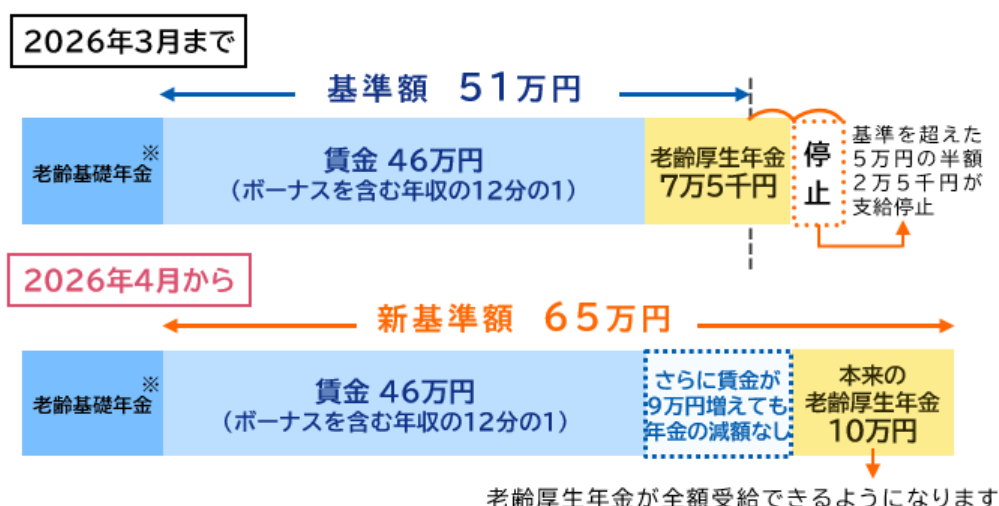 2026年3月まで
基準額 51万円
老齢基礎年金※
賃金 46万円
（ボーナスを含む年収の12分の1）
老齢厚生年金
7万5千円
停
止
基準を超えた
5万円の半額
2万5千円が
支給停止
2026年4月から
新基準額 65万円
老齢基礎年金※
賃金 46万円
（ボーナスを含む年収の12分の1）
さらに賃金が
9万円増えても
年金の減額なし
本来の
老齢厚生年金
10万円
老齢厚生年金が全額受給できるようになります